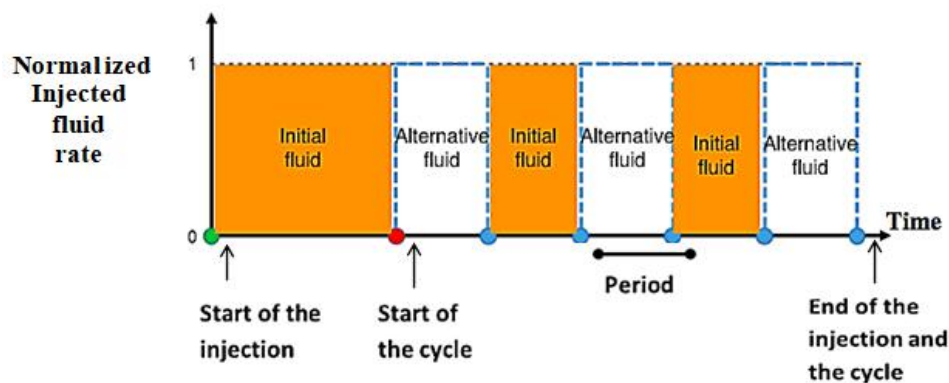 Normalized
Injected
fluid
rate
1
0
Initial
fluid
Alternative
fluid
Initial
fluid
Alternative
fluid
Initial
fluid
Alternative
fluid
Time
Period
Start of the
injection
Start of
the cycle
End of the
injection and
the cycle